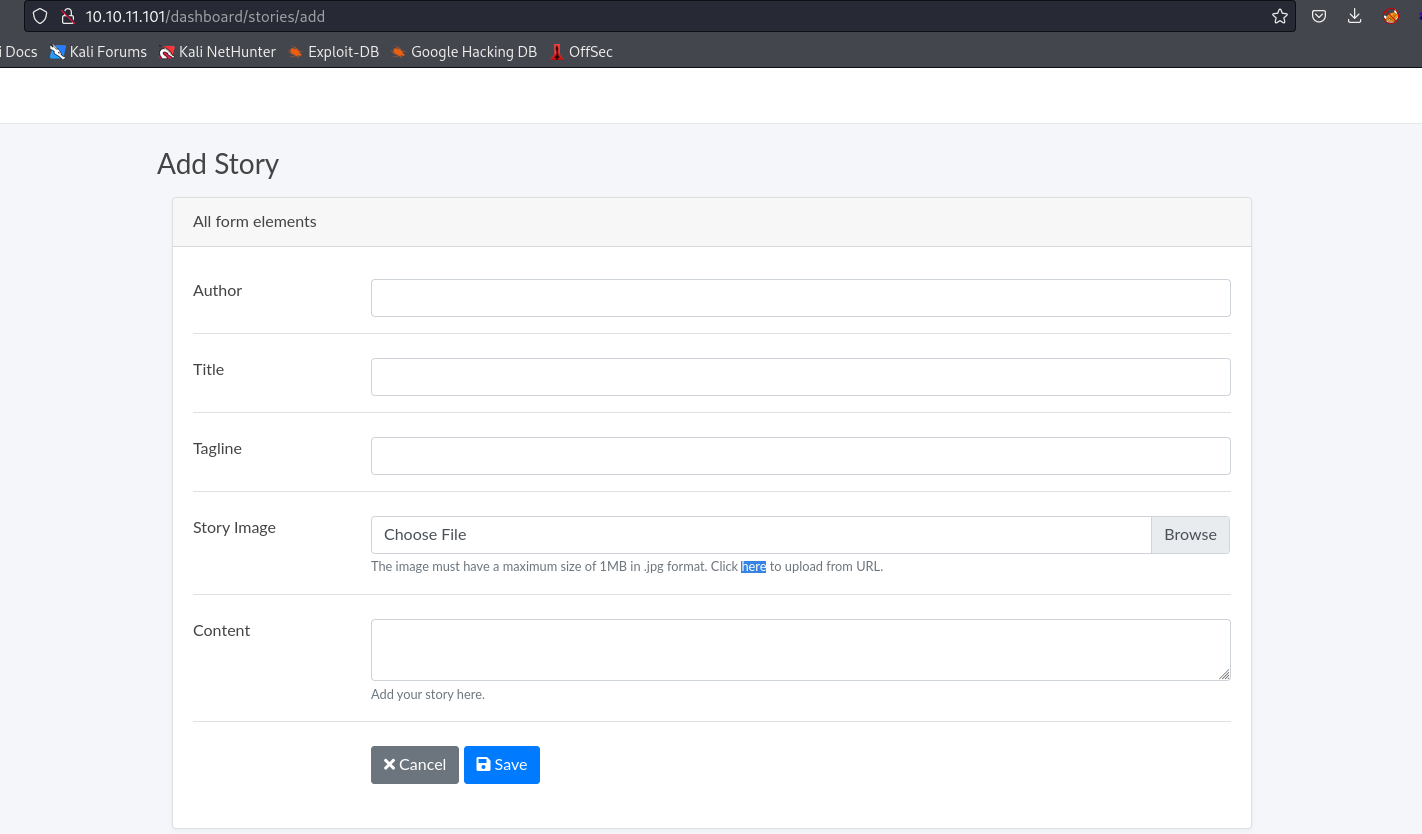 10.10.11.101/dashboard/stories/add
i Docs Kali Forums Kali NetHunter Exploit-DB Google Hacking DB OffSec
Add Story
All form elements
Author
Title
Tagline
Story Image Choose File Browse
The image must have a maximum size of 1MB in .jpg format. Click here to upload from URL.
Content
Add your story here.
Cancel Save